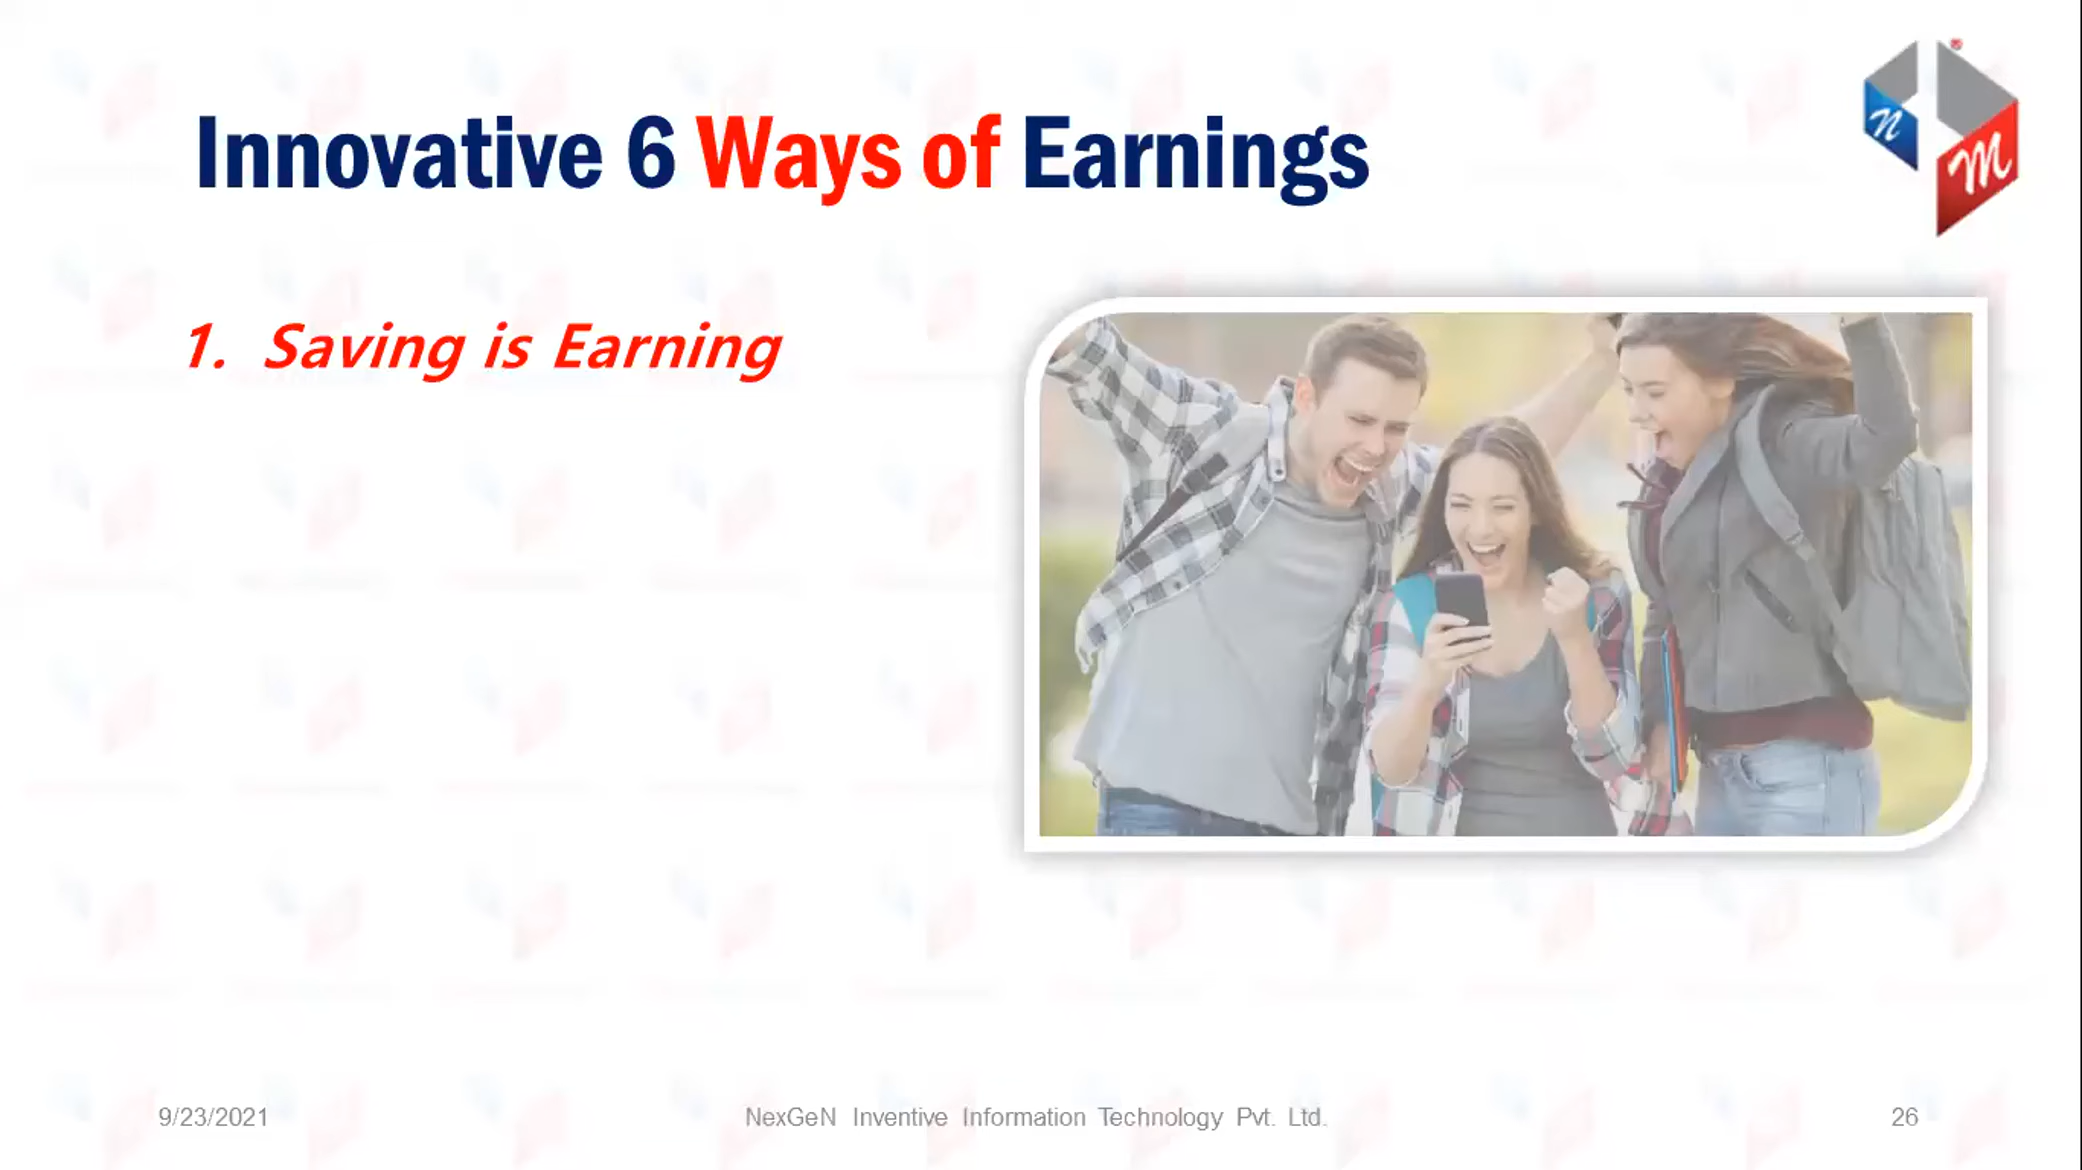 Innovative 6 Ways of Earnings
n
M
1. Saving is Earning
9/23/2021
NexGeN Inventive Information Technology Pvt. Ltd.
26